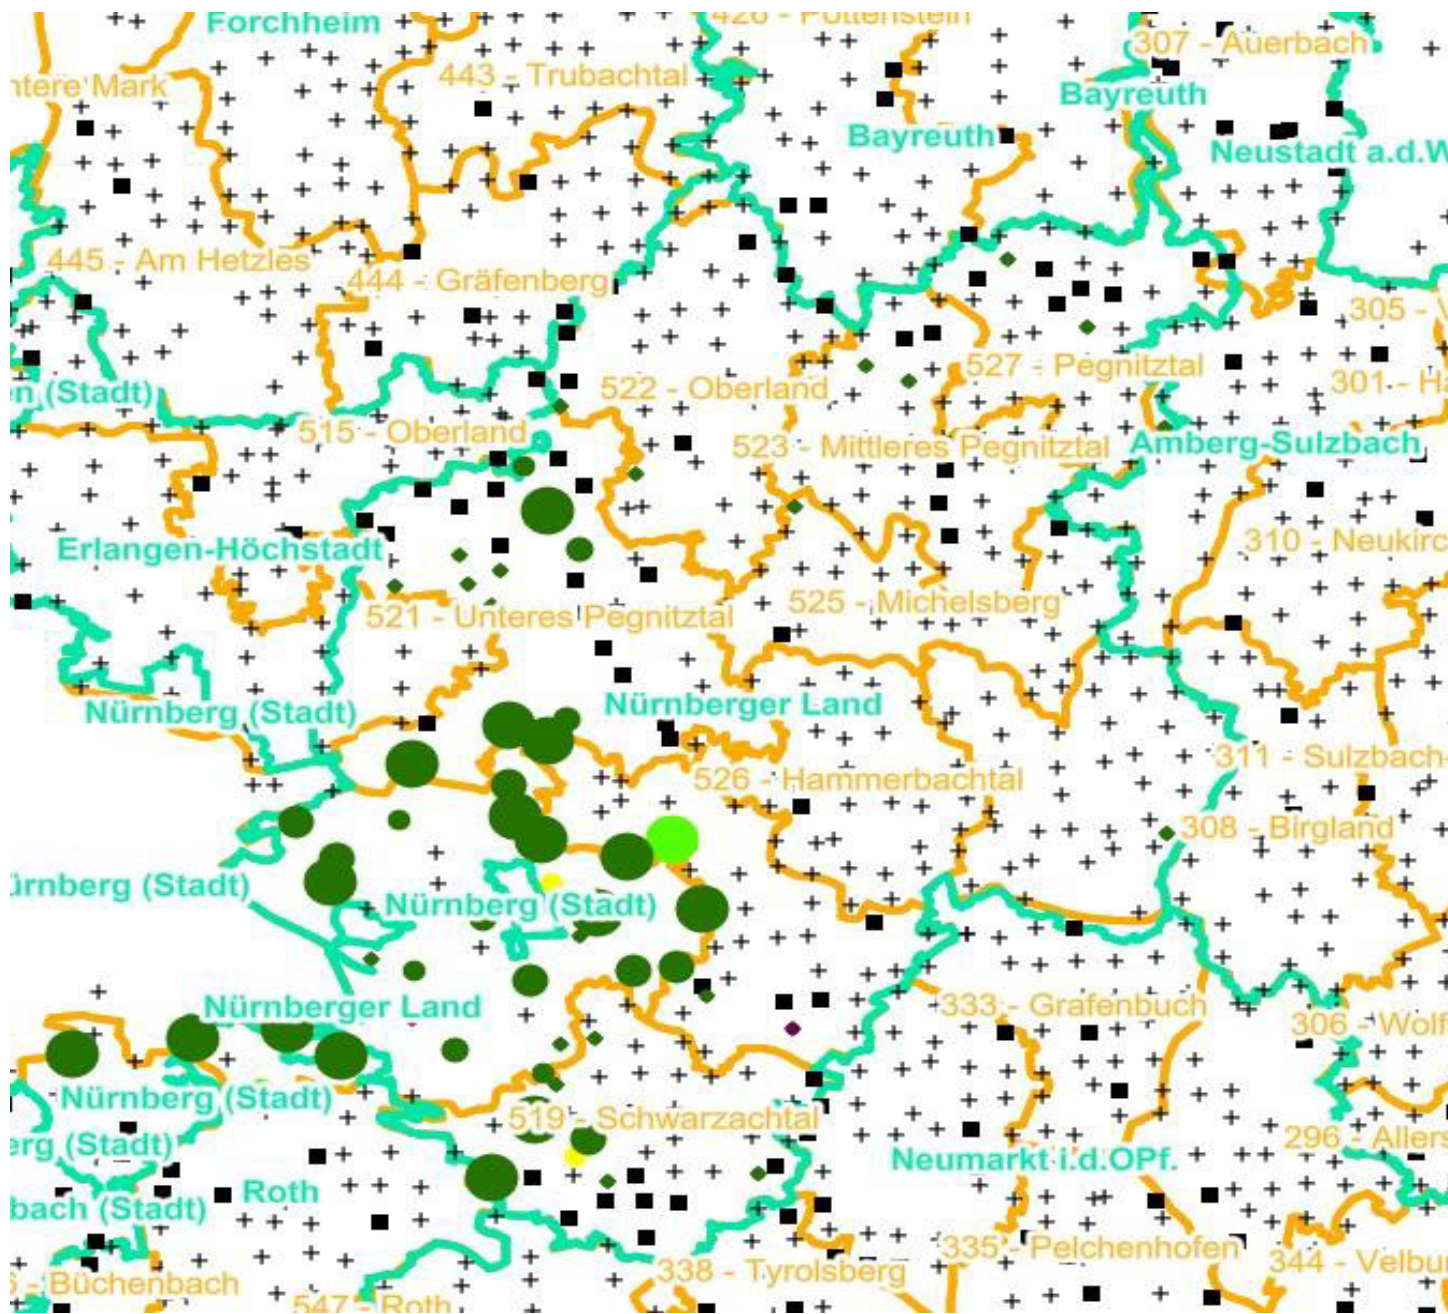 Forchheim
426 - Pottenstein
307 - Auerbach
443 - Trubachtal
ntere Mark
Bayreuth
Bayreuth
Neustadt a.d.W
445 - Am Hetzles
444 - Gräfenberg
305 -
527 - Pegnitztal
522 - Oberland
301 - H
n (Stadt)
515 - Oberland
523 - Mittleres Pegnitztal
Amberg-Sulzbach
310 - Neukirc
Erlangen-Höchstadt
525 - Michelsberg
521 - Unteres Pegnitztal
Nürnberger Land
Nürnberg (Stadt)
311 - Sulzbach-
526 - Hammerbachtal
308 - Birgland
ürnberg (Stadt)
Nürnberg (Stadt)
Nürnberger Land
333 - Grafenbuch
306 - Wolf
Nürnberg (Stadt)
519 - Schwarzachtal
296 - Allers
erg (Stadt)
Neumarkt i.d.OPf.
Roth
bach (Stadt)
335 - Pelchenhofen
344 - Velbu
338 - Tyrolsberg
6 - Büchenbach
547 - Roth